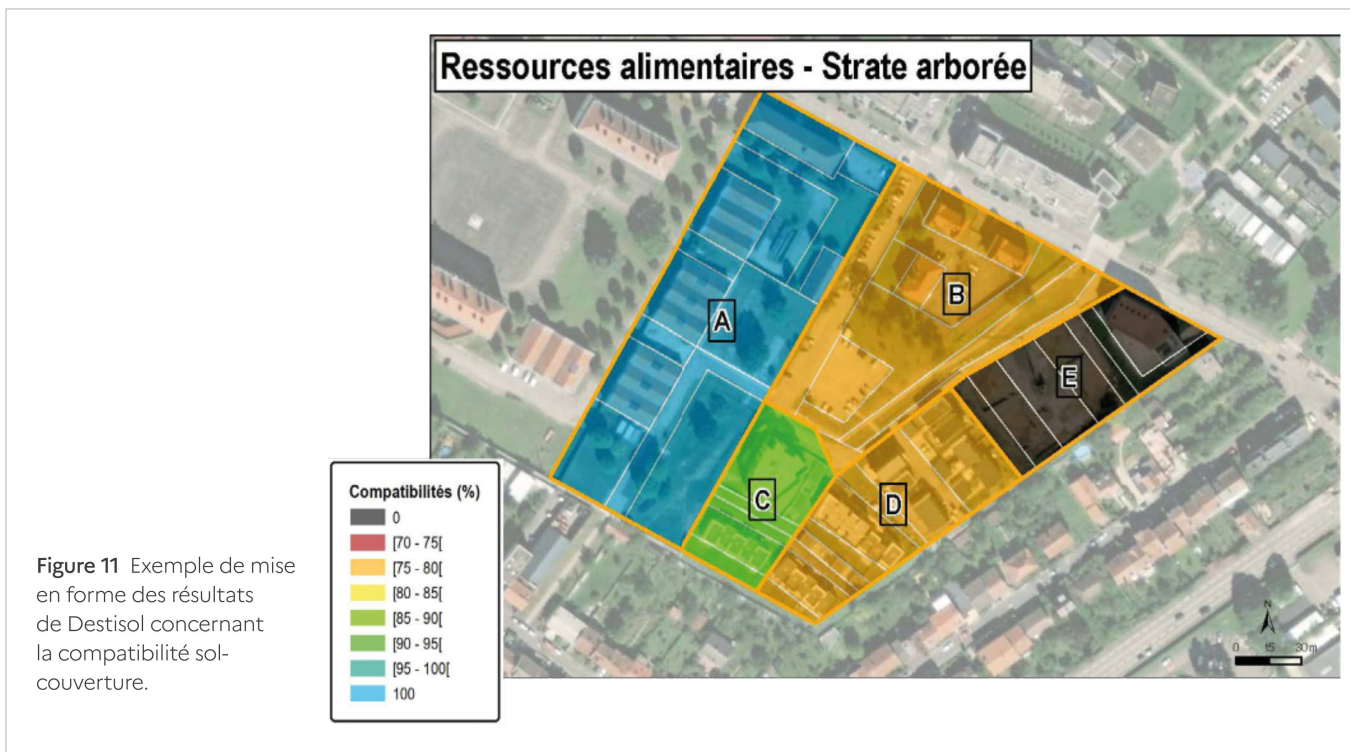 Ressources alimentaires - Strate arborée
A
B
C
D
E
Compatibilités (%)
0
[70 - 75[
[75 - 80[
[80 - 85[
[85 - 90[
[90 - 95[
[95 - 100[
100
N
0 15 30m
Figure 11 Exemple de mise
en forme des résultats
de Destisol concernant
la compatibilité sol-
couverture.